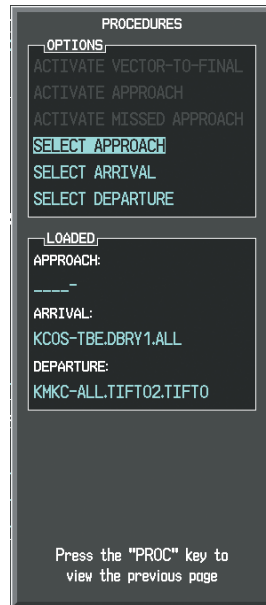 PROCEDURES
OPTIONS
ACTIVATE VECTOR-TO-FINAL
ACTIVATE APPROACH
ACTIVATE MISSED APPROACH
SELECT APPROACH
SELECT ARRIVAL
SELECT DEPARTURE
LOADED
APPROACH:
____-
ARRIVAL:
KCOS-TBE.DBRY1.ALL
DEPARTURE:
KMKC-ALL.TIFTO2.TIFTO
Press the "PROC" key to
view the previous page